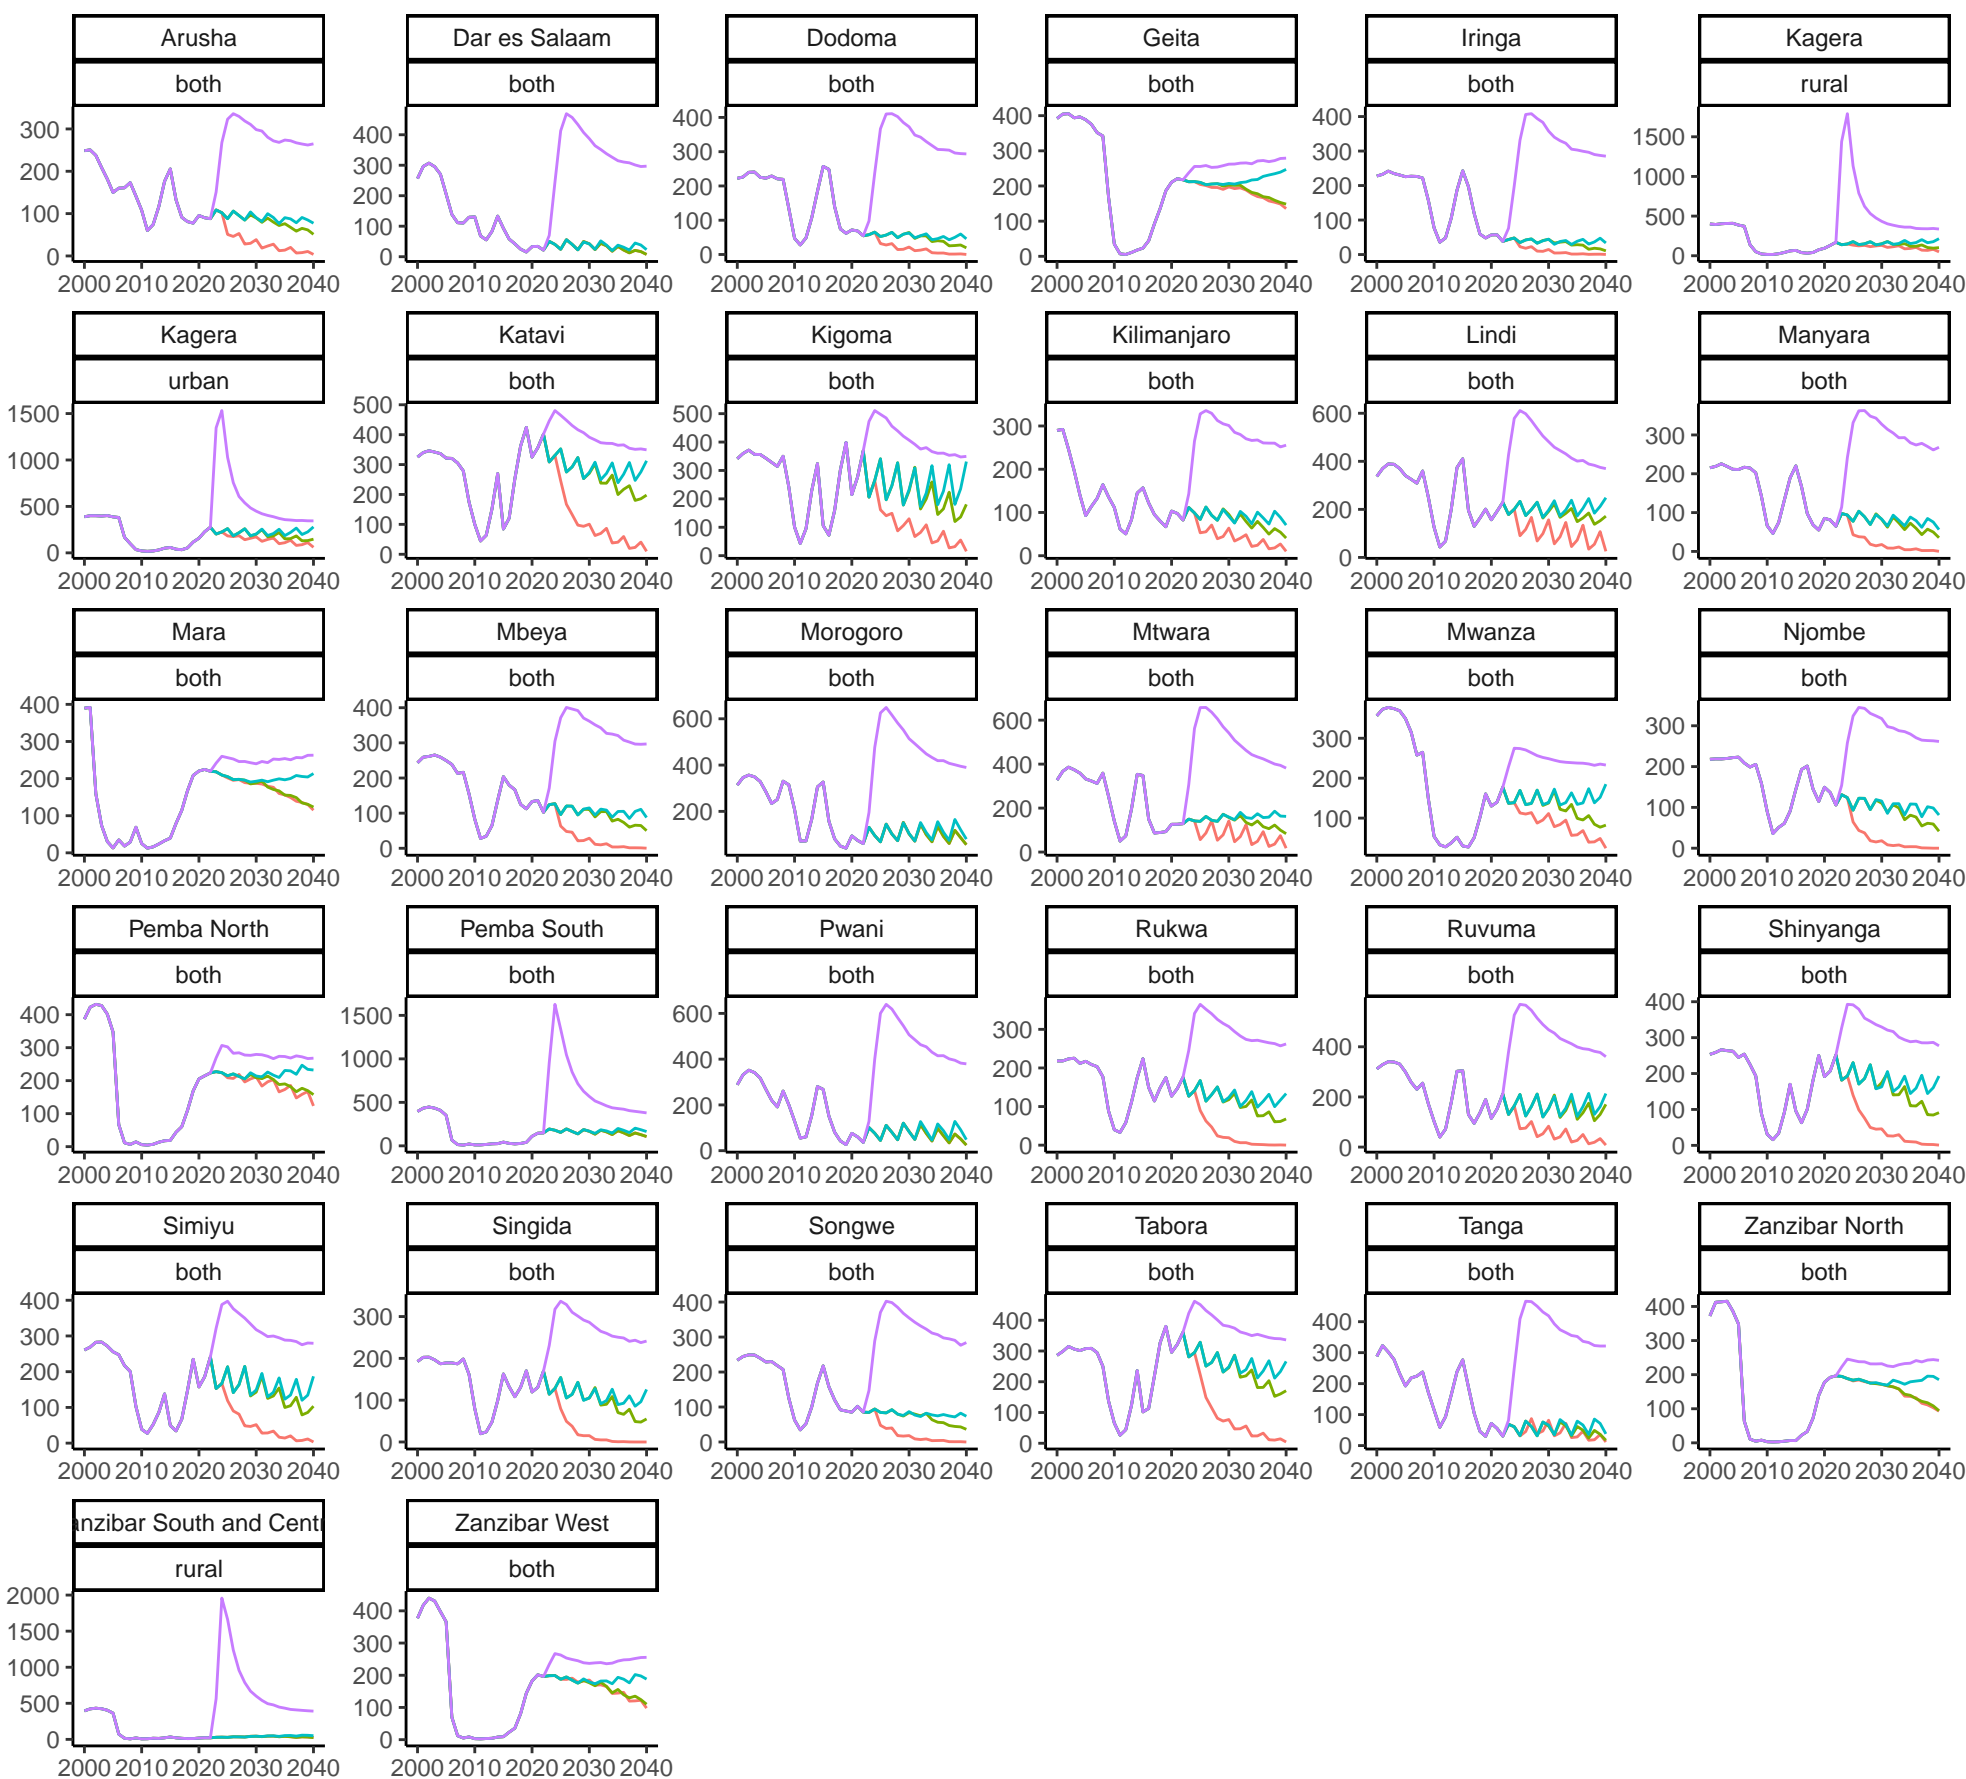 Arusha Dar es Salaam Dodoma Geita Iringa Kagera
both both both both both rural
300 200 100 0
400 300 200 100 0
400 300 200 100 0
400 300 200 100 0
400 300 200 100 0
1500 1000 500 0
2000 2010 2020 2030 2040 2000 2010 2020 2030 2040 2000 2010 2020 2030 2040 2000 2010 2020 2030 2040 2000 2010 2020 2030 2040 2000 2010 2020 2030 2040
Kagera Katavi Kigoma Kilimanjaro Lindi Manyara
urban both both both both both
1500 1000 500 0
500 400 300 200 100 0
500 400 300 200 100 0
300 200 100 0
600 400 200 0
300 200 100 0
2000 2010 2020 2030 2040 2000 2010 2020 2030 2040 2000 2010 2020 2030 2040 2000 2010 2020 2030 2040 2000 2010 2020 2030 2040 2000 2010 2020 2030 2040
Mara Mbeya Morogoro Mtwara Mwanza Njombe
both both both both both both
400 300 200 100 0
400 300 200 100 0
600 400 200
600 400 200 0
300 200 100
300 200 100 0
2000 2010 2020 2030 2040 2000 2010 2020 2030 2040 2000 2010 2020 2030 2040 2000 2010 2020 2030 2040 2000 2010 2020 2030 2040 2000 2010 2020 2030 2040
Pemba North Pemba South Pwani Rukwa Ruvuma Shinyanga
both both both both both both
400 300 200 100 0
1500 1000 500 0
600 400 200 0
300 200 100 0
400 200 0
400 300 200 100 0
2000 2010 2020 2030 2040 2000 2010 2020 2030 2040 2000 2010 2020 2030 2040 2000 2010 2020 2030 2040 2000 2010 2020 2030 2040 2000 2010 2020 2030 2040
Simiyu Singida Songwe Tabora Tanga Zanzibar North
both both both both both both
400 300 200 100 0
300 200 100 0
400 300 200 100 0
400 300 200 100 0
400 300 200 100 0
400 300 200 100 0
2000 2010 2020 2030 2040 2000 2010 2020 2030 2040 2000 2010 2020 2030 2040 2000 2010 2020 2030 2040 2000 2010 2020 2030 2040 2000 2010 2020 2030 2040
anzibar South and Centr Zanzibar West
rural both
2000 1500 1000 500 0
400 300 200 100 0
2000 2010 2020 2030 2040 2000 2010 2020 2030 2040